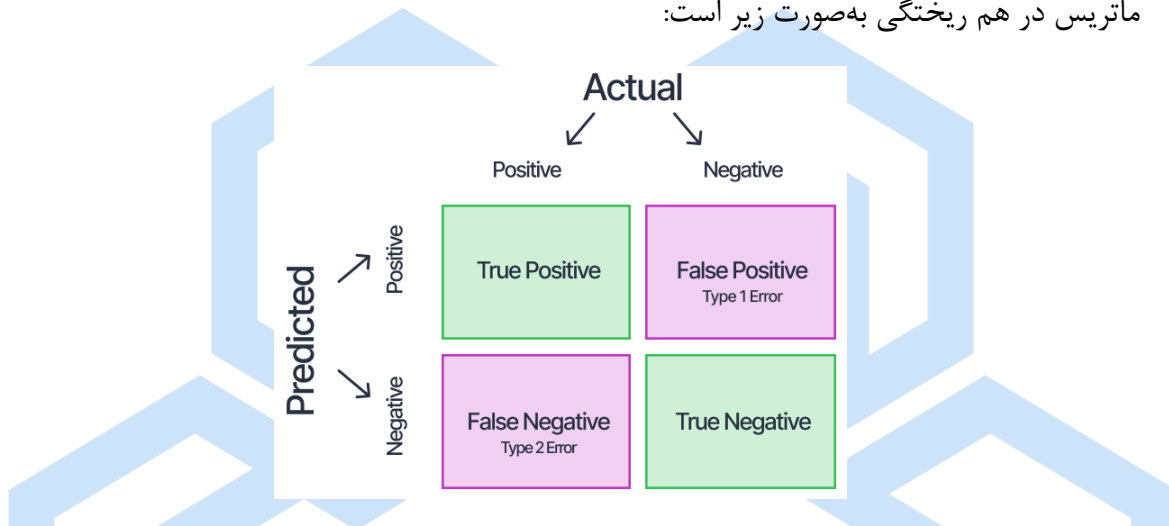 ماتریس در هم ریختگی به‌صورت زیر است:
Actual
Positive
Negative
Predicted
Positive
True Positive
False Positive
Type 1 Error
Negative
False Negative
Type 2 Error
True Negative